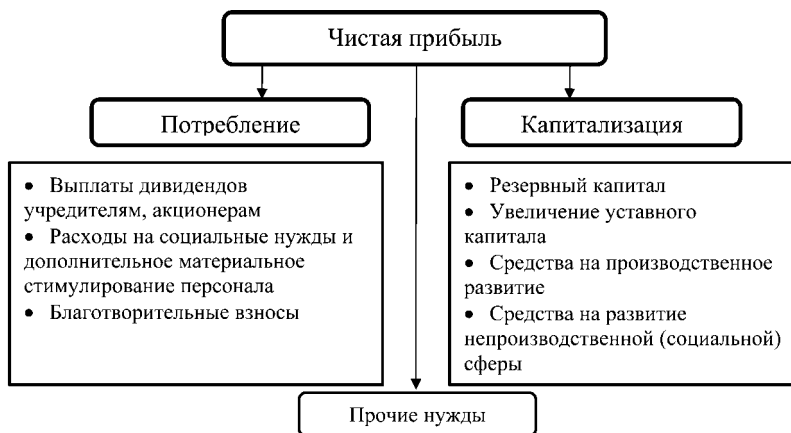 Чистая прибыль
Потребление
• Выплаты дивидендов
учредителям, акционерам
• Расходы на социальные нужды и
дополнительное материальное
стимулирование персонала
• Благотворительные взносы
Капитализация
• Резервный капитал
• Увеличение уставного
капитала
• Средства на производственное
развитие
• Средства на развитие
непроизводственной (социальной)
сферы
Прочие нужды